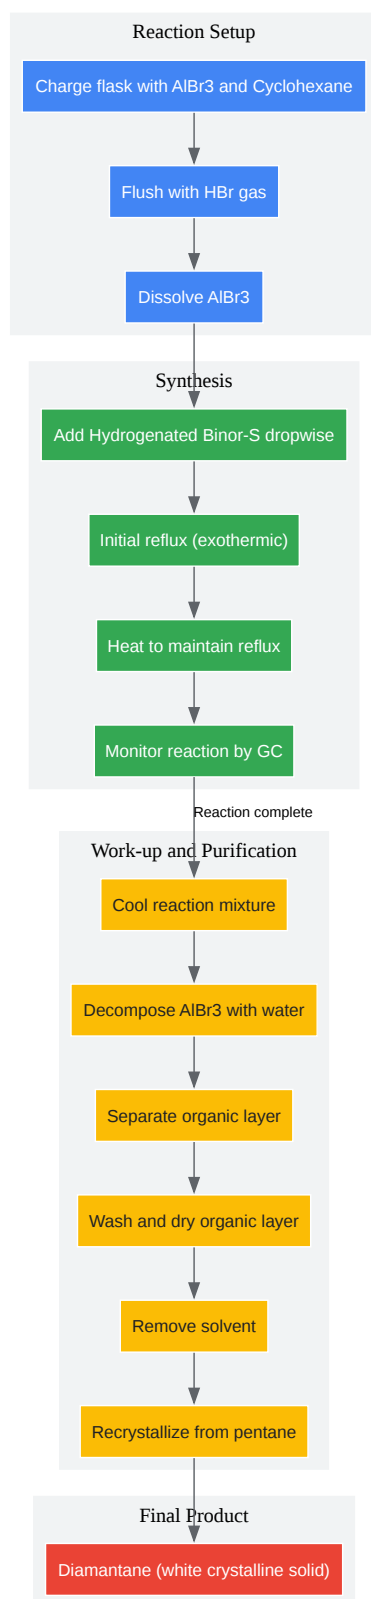 Reaction Setup
Charge flask with AlBr3 and Cyclohexane
Flush with HBr gas
Dissolve AlBr3
Synthesis
Add Hydrogenated Binor-S dropwise
Initial reflux (exothermic)
Heat to maintain reflux
Monitor reaction by GC
Reaction complete
Work-up and Purification
Cool reaction mixture
Decompose AlBr3 with water
Separate organic layer
Wash and dry organic layer
Remove solvent
Recrystallize from pentane
Final Product
Diamantane (white crystalline solid)